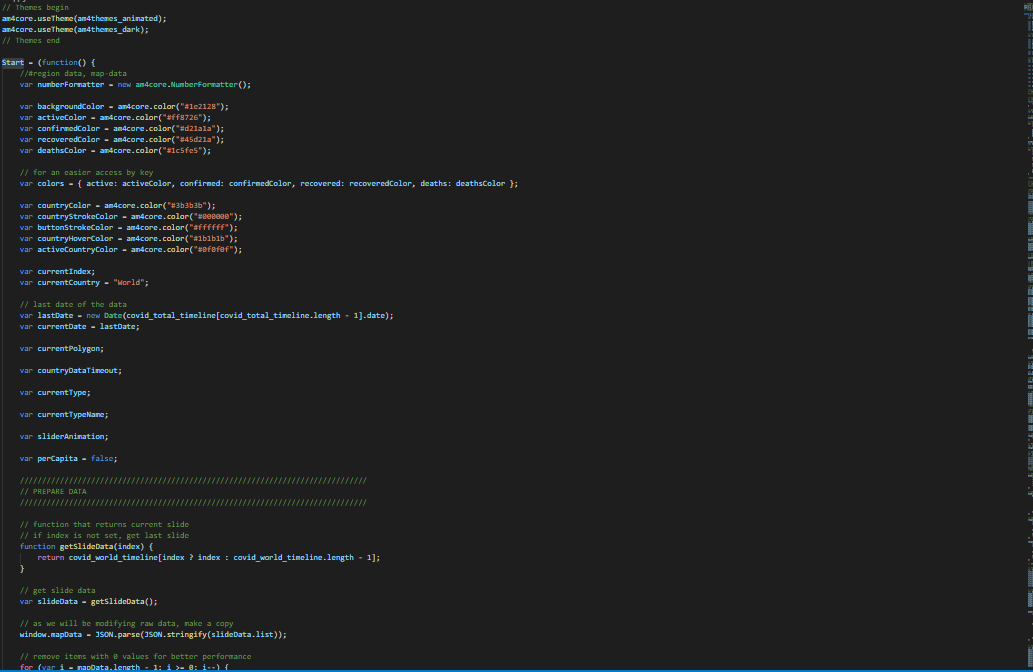 // Themes begin
am4core.useTheme(am4themes_animated);
am4core.useTheme(am4themes_dark);
// Themes end
Start = (function() {
//#region data, map-data
var numberFormatter = new am4core.NumberFormatter();
var backgroundColor = am4core.color("#1e2128");
var activeColor = am4core.color("#ff8726");
var confirmedColor = am4core.color("#d21a1a");
var recoveredColor = am4core.color("#45d21a");
var deathsColor = am4core.color("#1c5fe5");
// for an easier access by key
var colors = { active: activeColor, confirmed: confirmedColor, recovered: recoveredColor, deaths: deathsColor };
var countryColor = am4core.color("#3b3b3b");
var countryStrokeColor = am4core.color("#000000");
var buttonStrokeColor = am4core.color("#ffffff");
var countryHoverColor = am4core.color("#1b1b1b");
var activeCountryColor = am4core.color("#0f0f0f");
var currentIndex;
var currentCountry = "World";
// last date of the data
var lastDate = new Date(covid_total_timeline[covid_total_timeline.length - 1].date);
var currentDate = lastDate;
var currentPolygon;
var countryDataTimeout;
var currentType;
var currentTypeName;
var sliderAnimation;
var perCapita = false;
//////////////////////////////////////////////////////////////////////////////
// PREPARE DATA
//////////////////////////////////////////////////////////////////////////////
// function that returns current slide
// if index is not set, get last slide
function getSlideData(index) {
return covid_world_timeline[index ? index : covid_world_timeline.length - 1];
}
// get slide data
var slideData = getSlideData();
// as we will be modifying raw data, make a copy
window.mapData = JSON.parse(JSON.stringify(slideData.list));
// remove items with 0 values for better performance
for (var i = mapData.length - 1; i >= 0; i--) {